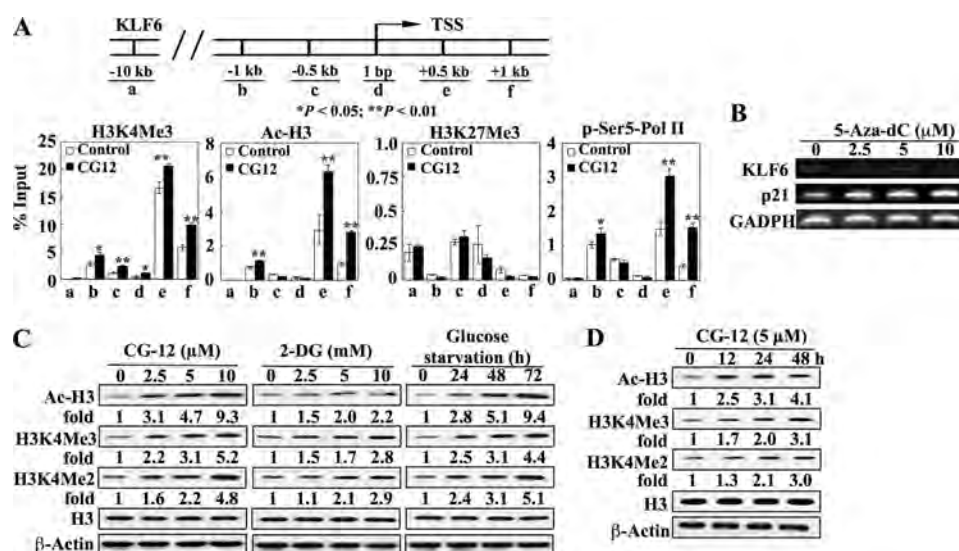 A
KLF6
TSS
-10 kb -1 kb -0.5 kb 1 bp +0.5 kb +1 kb
a b c d e f
*P < 0.05; **P < 0.01
H3K4Me3 Ac-H3 H3K27Me3 p-Ser5-Pol II
Control Control Control Control
CG12 CG12 CG12 CG12
% Input
25 20 15 10 5 0
8 6 4 2 0
1.0 0.75 0.5 0.25 0
4 3 2 1 0
* ** * ** **
** ** **
* ** **
a b c d e f a b c d e f a b c d e f a b c d e f
B
5-Aza-dC (μM)
0 2.5 5 10
KLF6
p21
GADPH
C
CG-12 (μM) 2-DG (mM) Glucose starvation (h)
0 2.5 5 10 0 2.5 5 10 0 24 48 72
Ac-H3
fold 1 3.1 4.7 9.3 1 1.5 2.0 2.2 1 2.8 5.1 9.4
H3K4Me3
fold 1 2.2 3.1 5.2 1 1.5 1.7 2.8 1 2.5 3.1 4.4
H3K4Me2
fold 1 1.6 2.2 4.8 1 1.1 2.1 2.9 1 2.4 3.1 5.1
H3
β-Actin
D
CG-12 (5 μM)
0 12 24 48 h
Ac-H3
fold 1 2.5 3.1 4.1
H3K4Me3
fold 1 1.7 2.0 3.1
H3K4Me2
fold 1 1.3 2.1 3.0
H3
β-Actin